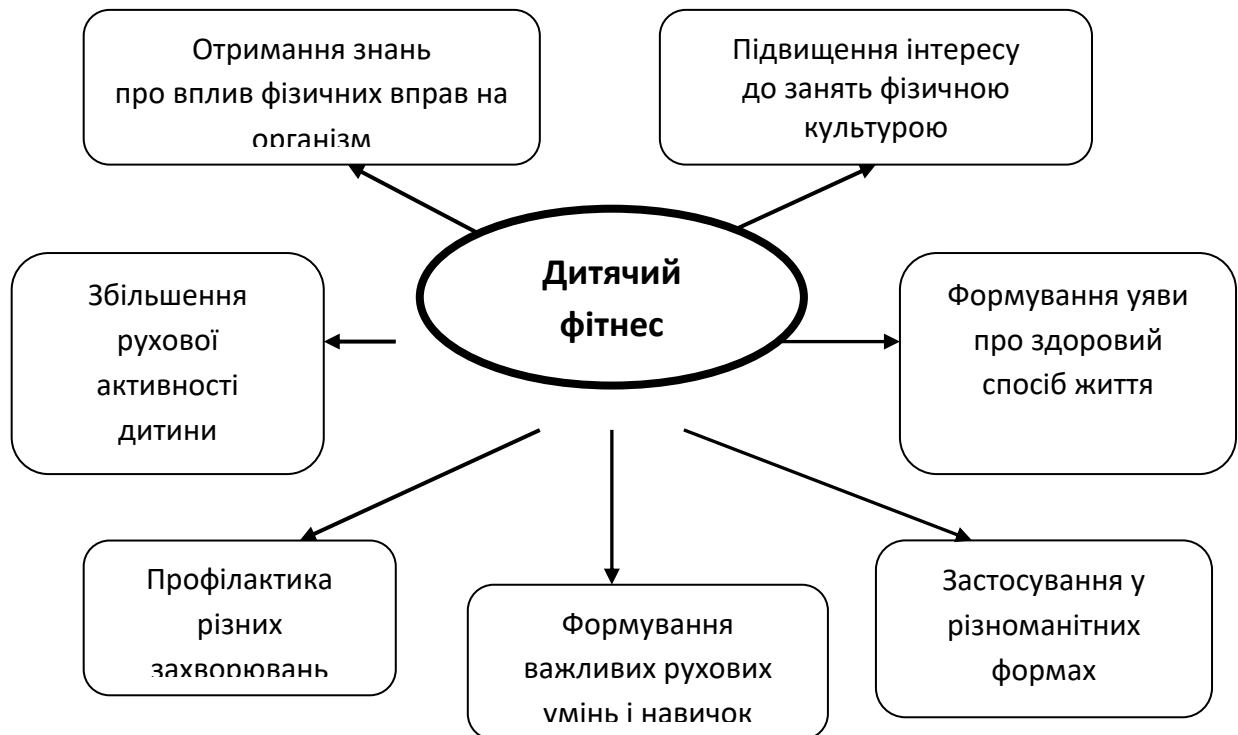 Отримання знань
про вплив фізичних вправ на
організм
Підвищення інтересу
до занять фізичною
культурою
Дитячий
фітнес
Збільшення
рухової
активності
дитини
Формування уяви
про здоровий
спосіб життя
Профілактика
різних
захворювань
Формування
важливих рухових
умінь і навичок
Застосування у
різноманітних
формах